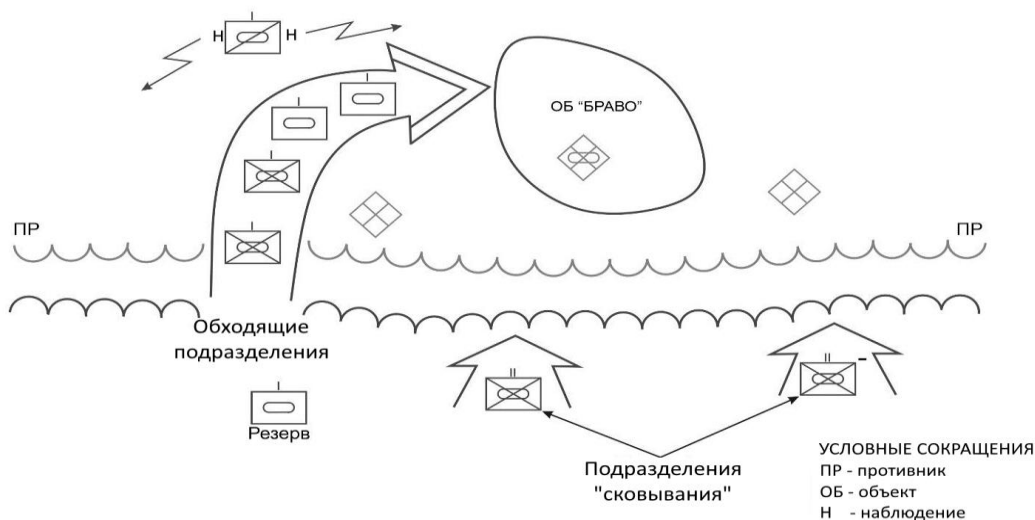 Н Н
ОБ "БРАВО"
ПР
ПР
Обходящие
подразделения
Резерв
Подразделения
"сковывания"
УСЛОВНЫЕ СОКРАЩЕНИЯ
ПР - противник
ОБ - объект
Н - наблюдение